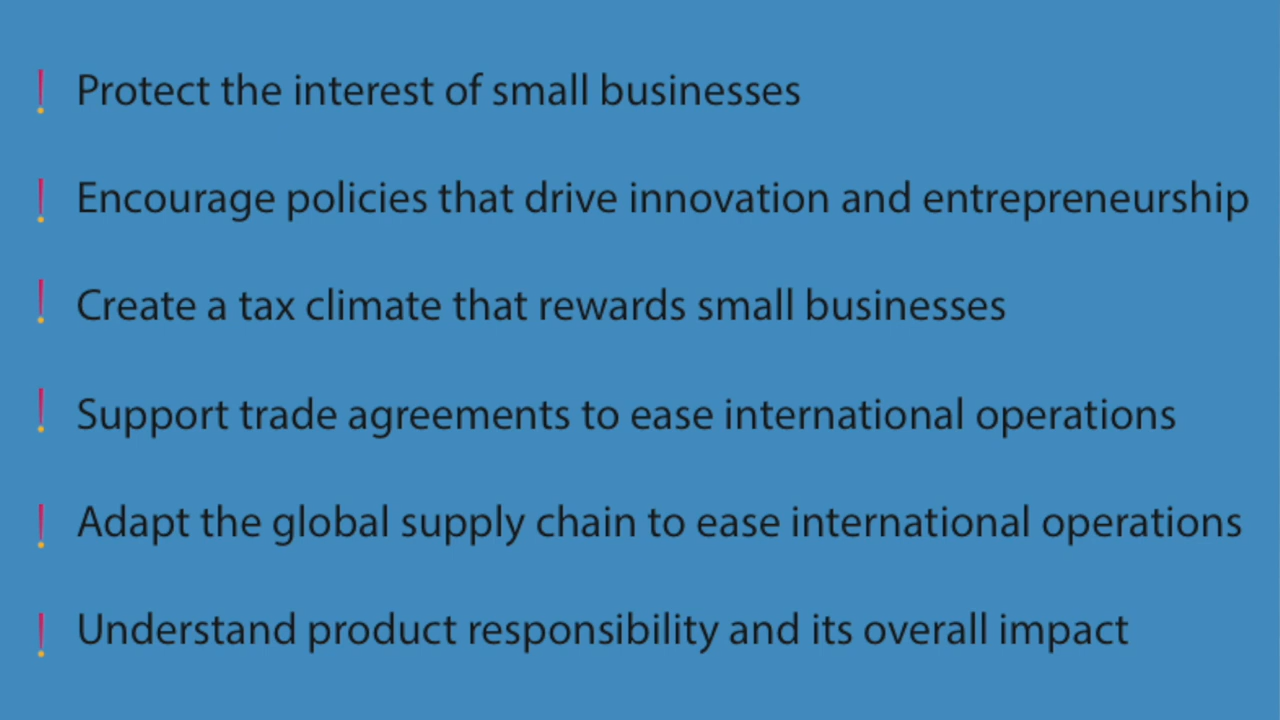 ! Protect the interest of small businesses
! Encourage policies that drive innovation and entrepreneurship
! Create a tax climate that rewards small businesses
! Support trade agreements to ease international operations
! Adapt the global supply chain to ease international operations
! Understand product responsibility and its overall impact